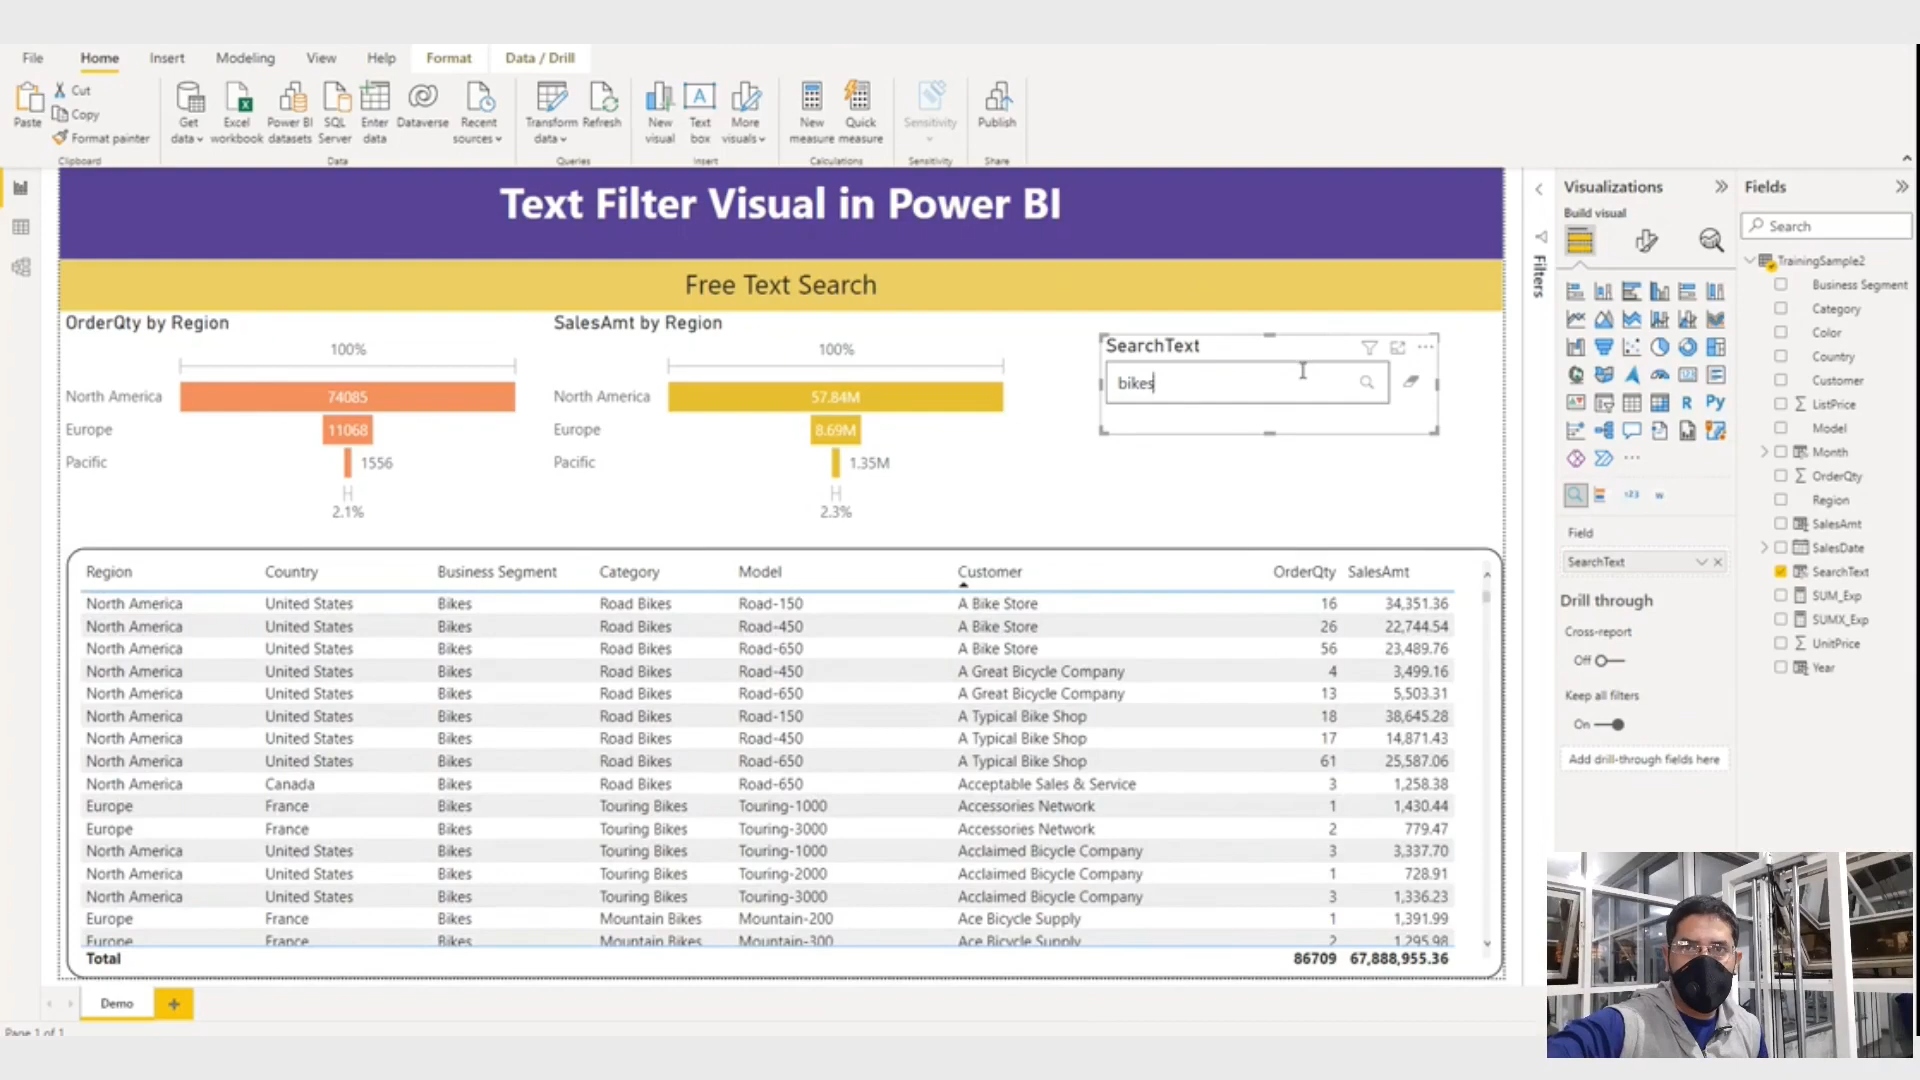 File Home Insert Modeling View Help Format Data / Drill
Paste Cut Copy Format painter
Get data Excel workbook Power BI datasets SQL Server Enter data Dataverse Recent sources Transform data Refresh New visual Text box More visuals New measure Quick measure Sensitivity Publish
Clipboard Data Queries Insert Calculations Sensitivity Share
Text Filter Visual in Power BI
Free Text Search
OrderQty by Region
100%
North America 74085
Europe 11068
Pacific 1556
2.1%
SalesAmt by Region
100%
North America 57.84M
Europe 8.69M
Pacific 1.35M
2.3%
SearchText
bikes
Region Country Business Segment Category Model Customer OrderQty SalesAmt
North America United States Bikes Road Bikes Road-150 A Bike Store 16 34,351.36
North America United States Bikes Road Bikes Road-450 A Bike Store 26 22,744.54
North America United States Bikes Road Bikes Road-650 A Bike Store 56 23,489.76
North America United States Bikes Road Bikes Road-450 A Great Bicycle Company 4 3,499.16
North America United States Bikes Road Bikes Road-650 A Great Bicycle Company 13 5,503.31
North America United States Bikes Road Bikes Road-150 A Typical Bike Shop 18 38,645.28
North America United States Bikes Road Bikes Road-450 A Typical Bike Shop 17 14,871.43
North America United States Bikes Road Bikes Road-650 A Typical Bike Shop 61 25,587.06
North America Canada Bikes Road Bikes Road-650 Acceptable Sales & Service 3 1,258.38
Europe France Bikes Touring Bikes Touring-1000 Accessories Network 1 1,430.44
Europe France Bikes Touring Bikes Touring-3000 Accessories Network 2 779.47
North America United States Bikes Touring Bikes Touring-1000 Acclaimed Bicycle Company 3 3,337.70
North America United States Bikes Touring Bikes Touring-2000 Acclaimed Bicycle Company 1 728.91
North America United States Bikes Touring Bikes Touring-3000 Acclaimed Bicycle Company 3 1,336.23
Europe France Bikes Mountain Bikes Mountain-200 Ace Bicycle Supply 1 1,391.99
Europe France Bikes Mountain Bikes Mountain-300 Ace Bicycle Supply 2 1,295.98
Total 86709 67,888,955.36
Demo
Page 1 of 1
Filters
Visualizations
Build visual
R Py
123
Field
SearchText
Drill through
Cross-report
Off
Keep all filters
On
Add drill-through fields here
Fields
Search
TrainingSample2
Business Segment
Category
Color
Country
Customer
ListPrice
Model
Month
OrderQty
Region
SalesAmt
SalesDate
SearchText
SUM_Exp
SUMX_Exp
UnitPrice
Year